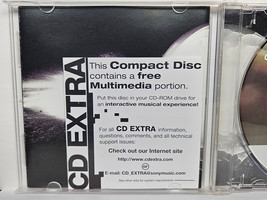 CD EXTRA
This Compact Disc
contains a free
Multimedia portion.
Put this disc in your CD-ROM drive for
an interactive musical experience!
For all CD EXTRA information,
questions, comments, and all technical
support issues:
Check out our Internet site
http://www.cdextra.com
or
E-mail: CD_EXTRA@sonymusic.com